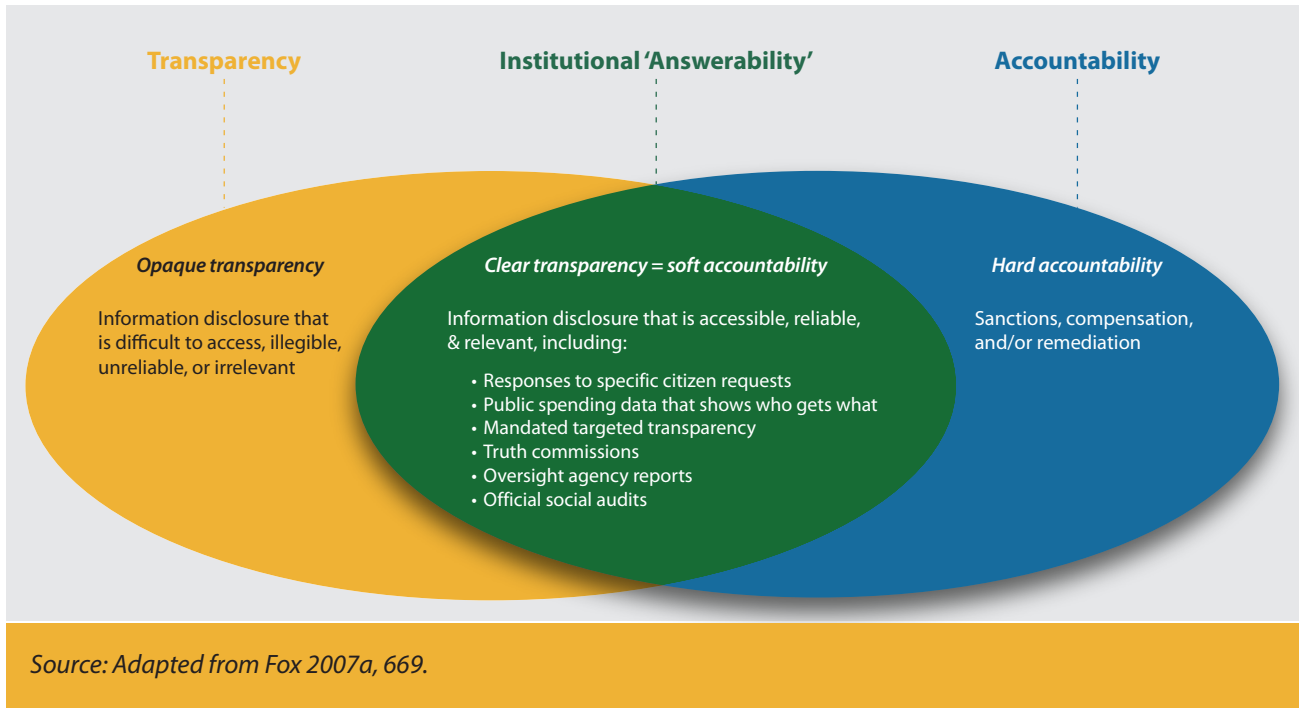 Transparency
Institutional ‘Answerability’
Accountability
Opaque transparency
Information disclosure that
is difficult to access, illegible,
unreliable, or irrelevant
Clear transparency = soft accountability
Information disclosure that is accessible, reliable,
& relevant, including:
• Responses to specific citizen requests
• Public spending data that shows who gets what
• Mandated targeted transparency
• Truth commissions
• Oversight agency reports
• Official social audits
Hard accountability
Sanctions, compensation,
and/or remediation
Source: Adapted from Fox 2007a, 669.